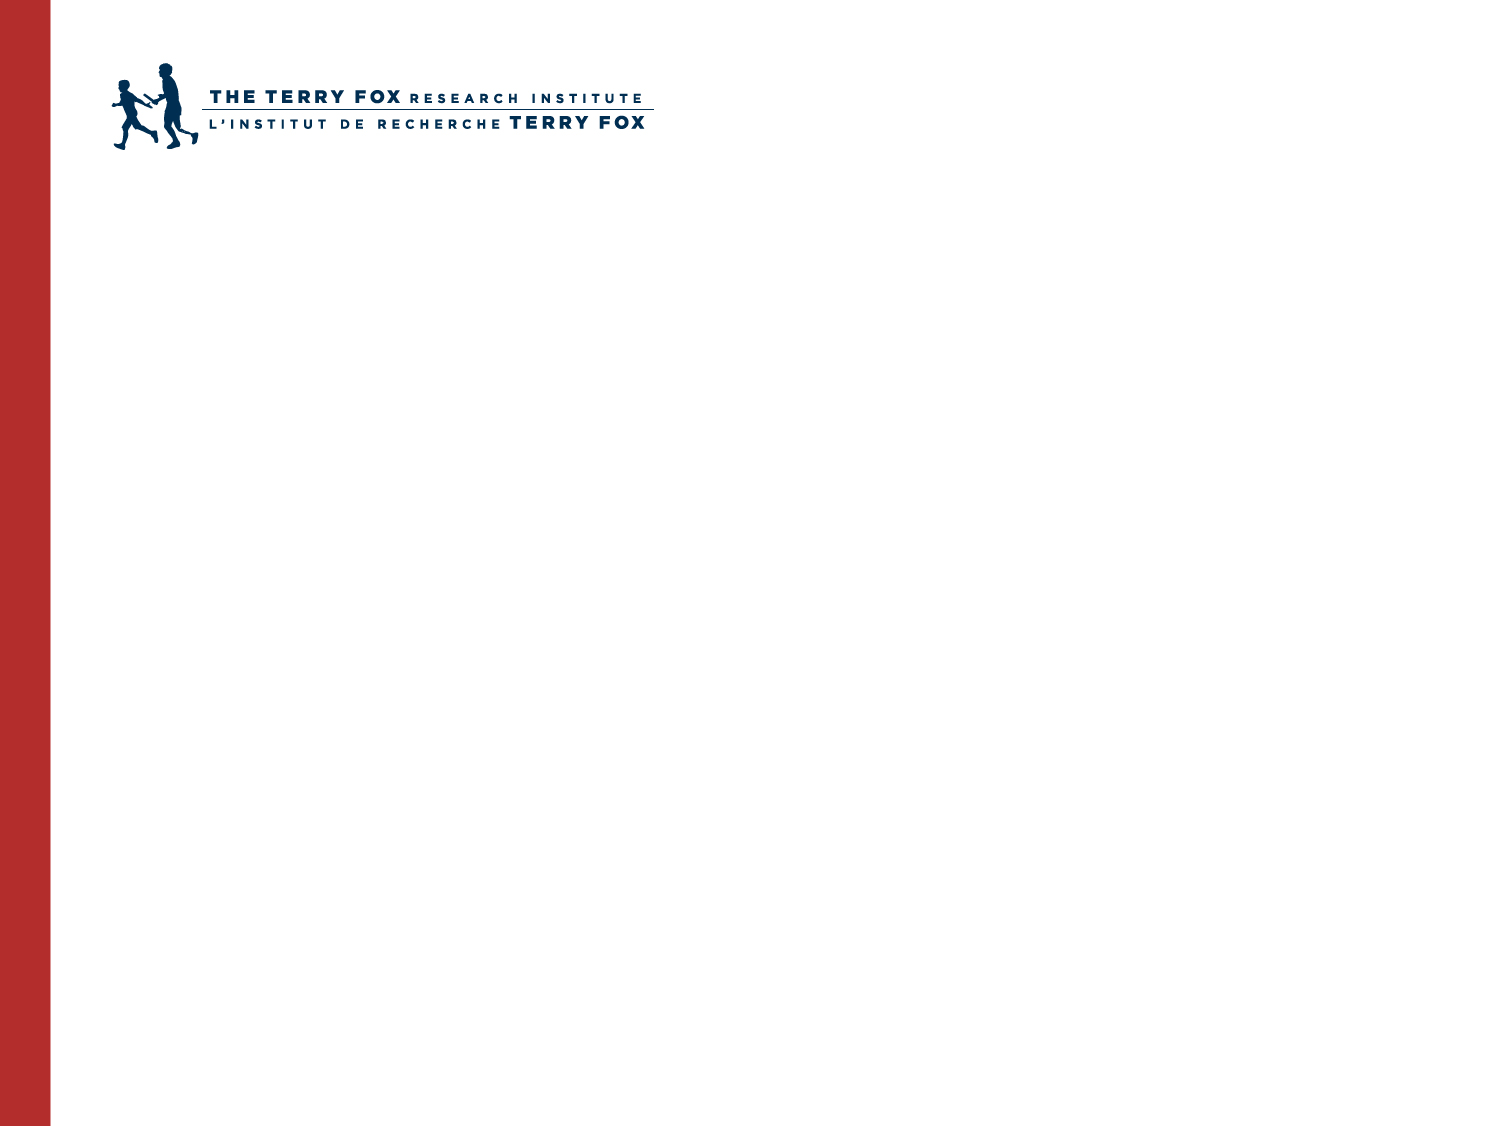 THE TERRY FOX RESEARCH INSTITUTE
L'INSTITUT DE RECHERCHE TERRY FOX